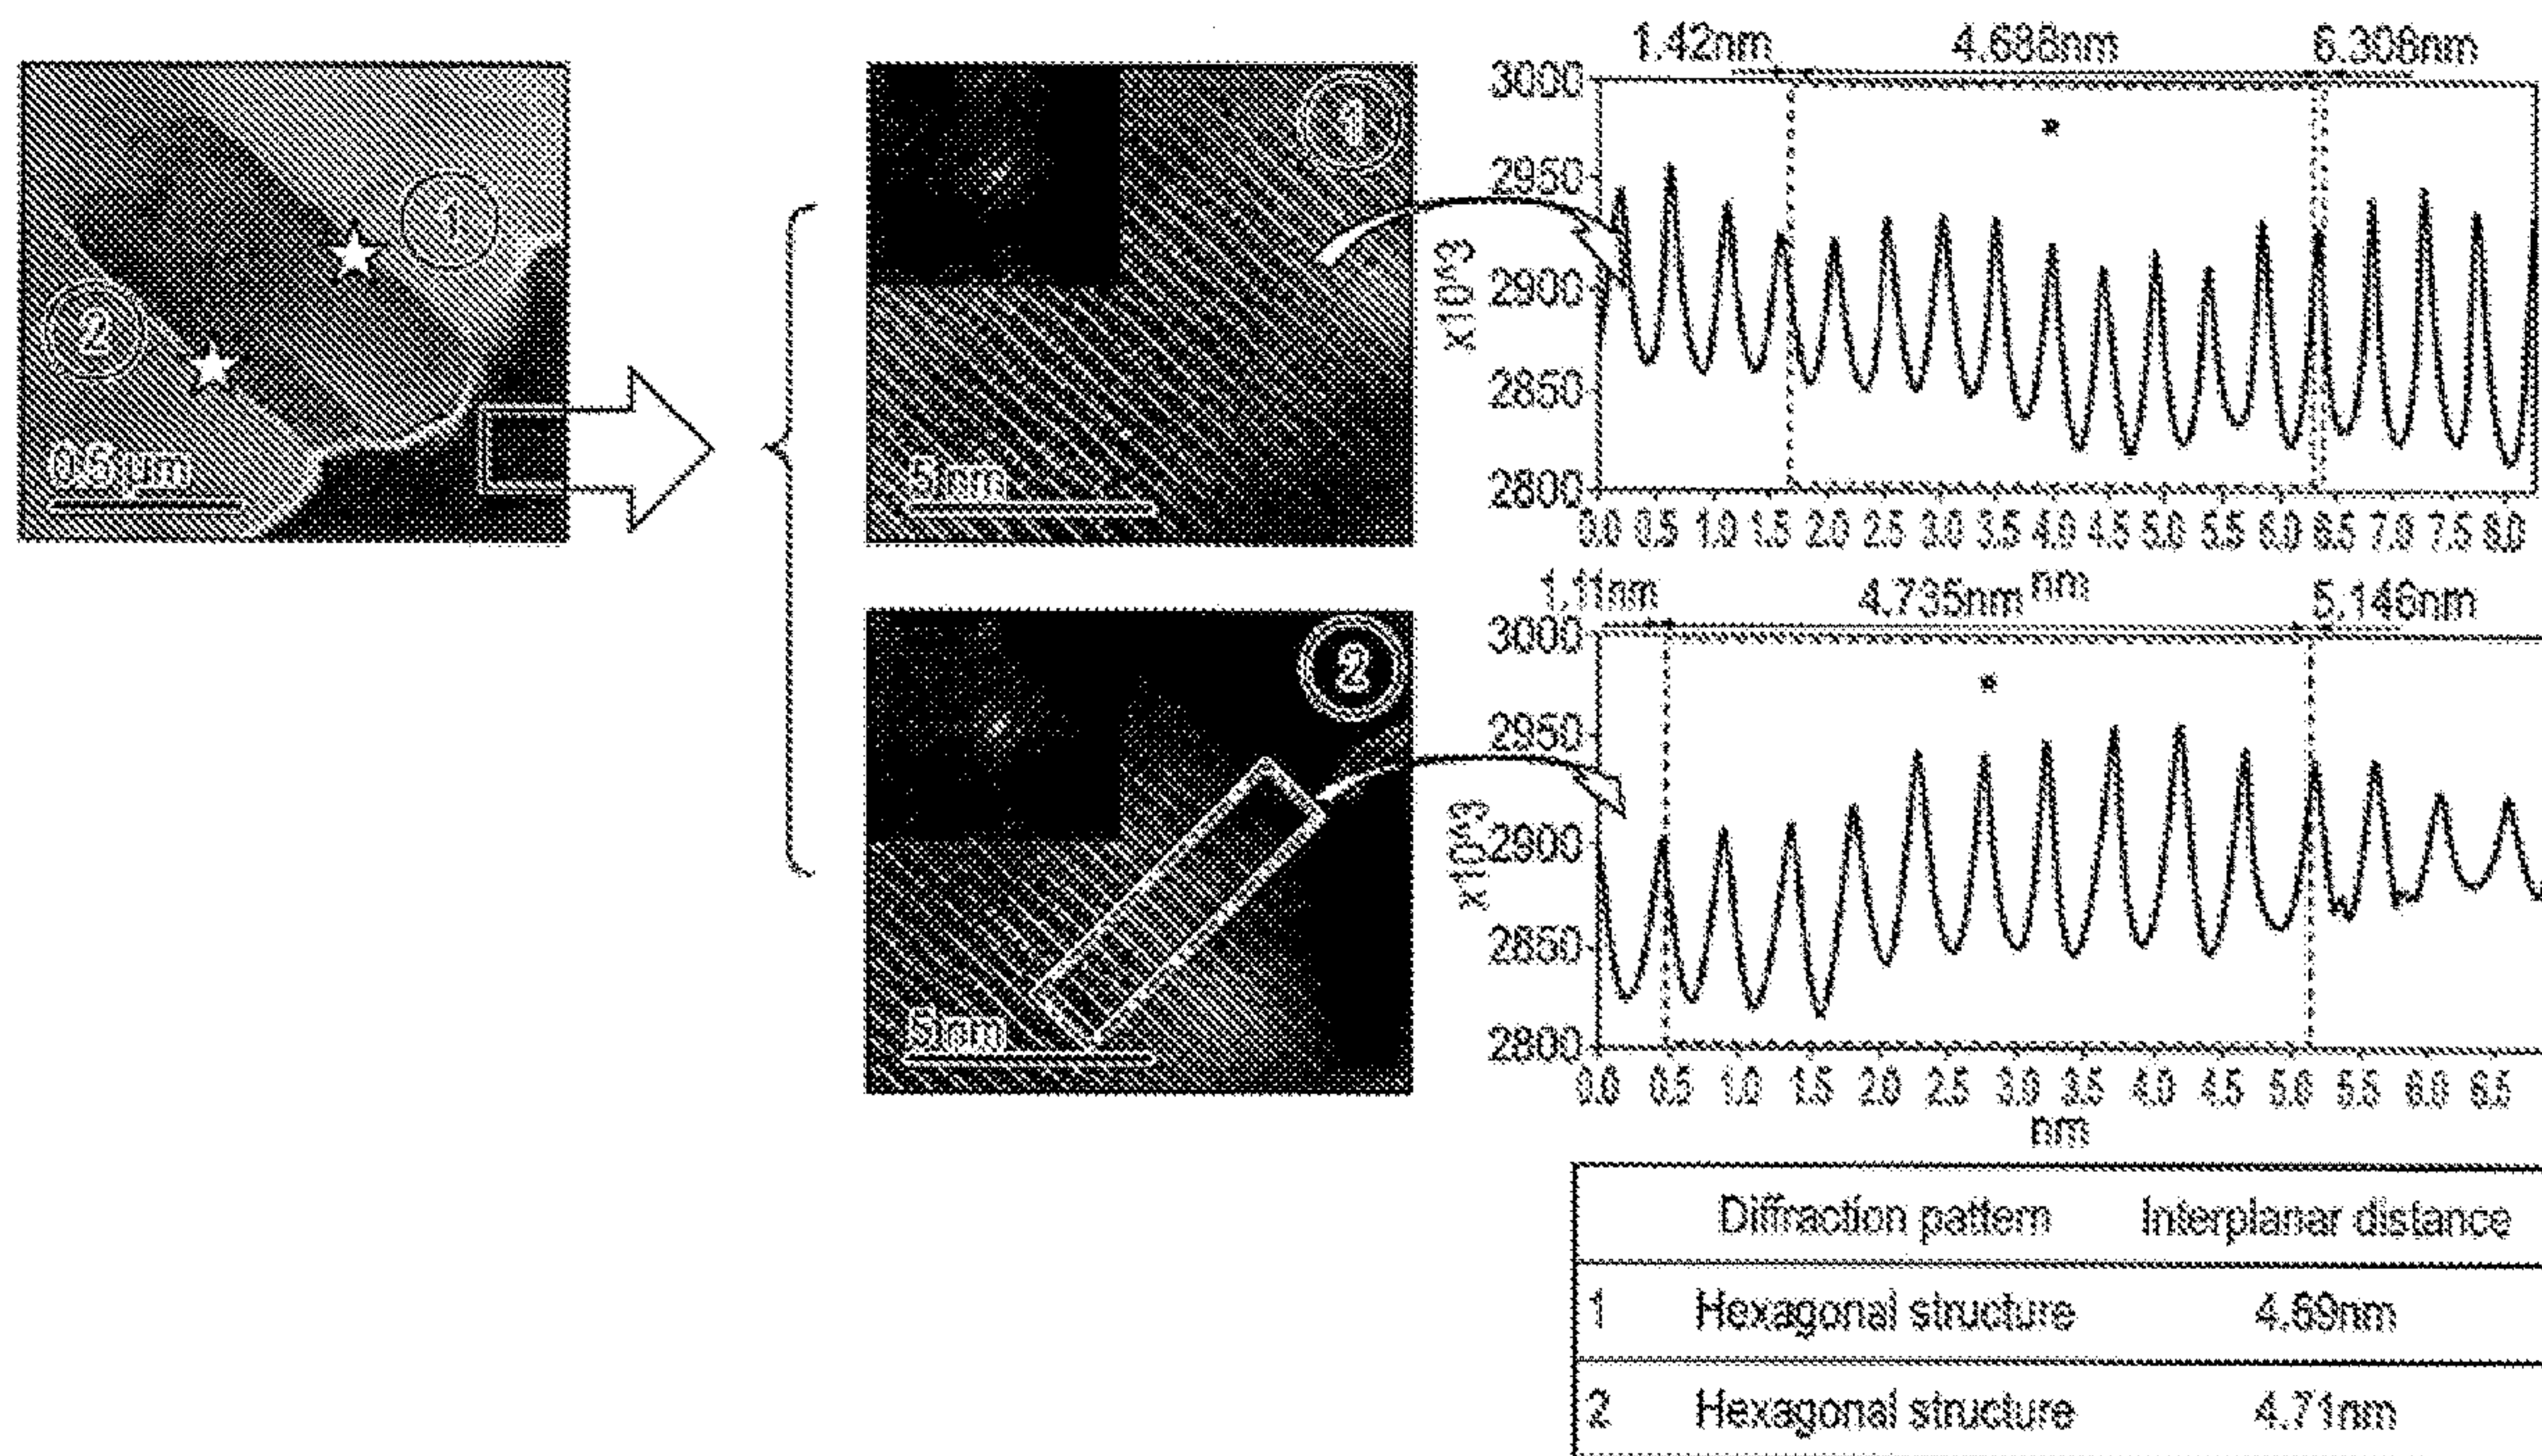 ①
②
0.5μm
①
5nm
1.42nm 4.688nm 6.308nm
3000
2950
2900
2850
2800
x10^3
0.0 0.5 1.0 1.5 2.0 2.5 3.0 3.5 4.0 4.5 5.0 5.5 6.0 6.5 7.0 7.5 8.0
nm
②
5nm
1.11nm 4.735nm 5.146nm
3000
2950
2900
2850
2800
x10^3
0.0 0.5 1.0 1.5 2.0 2.5 3.0 3.5 4.0 4.5 5.0 5.5 6.0 6.5
nm
Diffraction pattern Interplanar distance
1 Hexagonal structure 4.69nm
2 Hexagonal structure 4.71nm